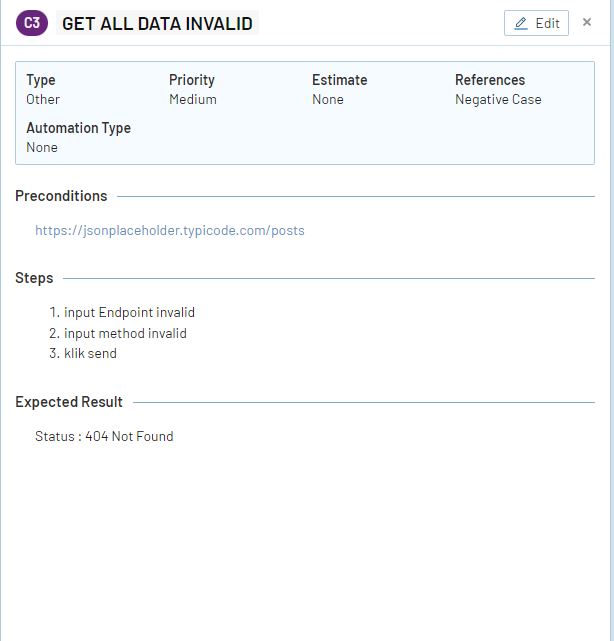 C3 GET ALL DATA INVALID Edit ×
Type Priority Estimate References
Other Medium None Negative Case
Automation Type
None
Preconditions
https://jsonplaceholder.typicode.com/posts
Steps
1. input Endpoint invalid
2. input method invalid
3. klik send
Expected Result
Status : 404 Not Found